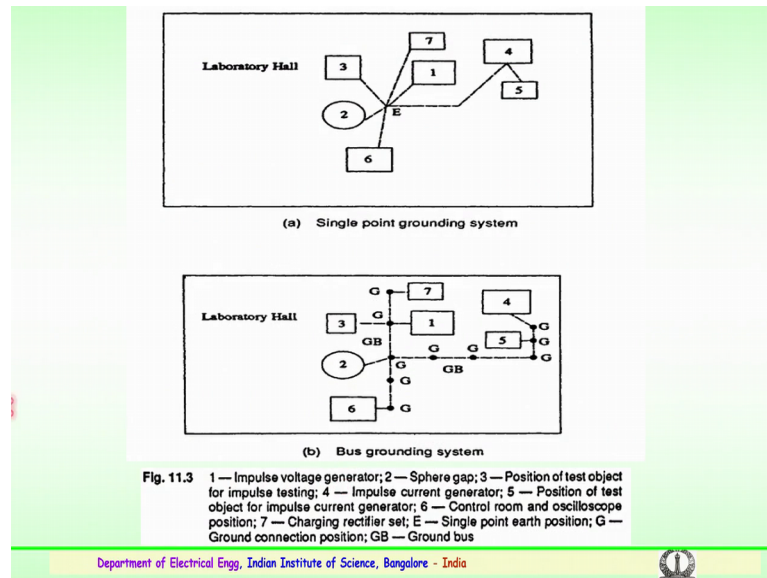 7
4
Laboratory Hall
3
1
5
2
E
6
(a) Single point grounding system
G
7
4
Laboratory Hall
G
3
1
G
GB
G
G
5
G
2
G
GB
G
G
6
G
(b) Bus grounding system
Fig. 11.3 1 — Impulse voltage generator; 2 — Sphere gap; 3 — Position of test object
for impulse testing; 4 — Impulse current generator; 5 — Position of test
object for impulse current generator; 6 — Control room and oscilloscope
position; 7 — Charging rectifier set; E — Single point earth position; G —
Ground connection position; GB — Ground bus
Department of Electrical Engg, Indian Institute of Science, Bangalore - India